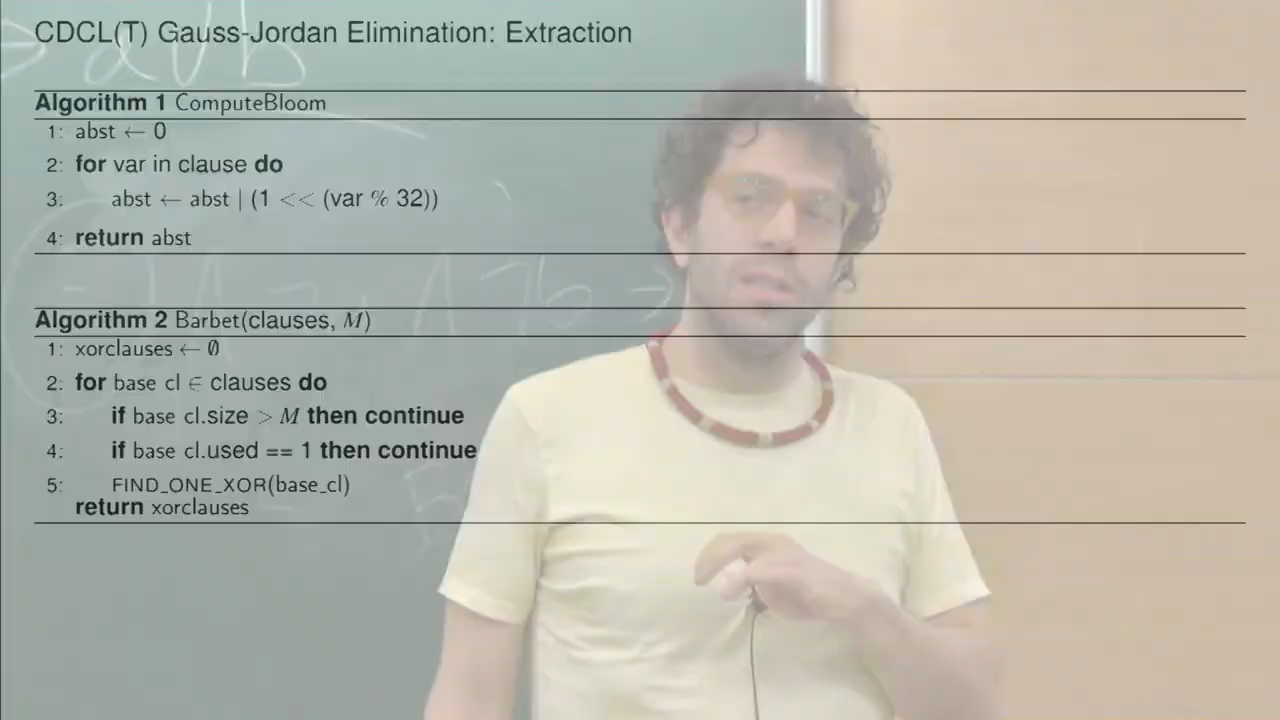 CDCL(T) Gauss-Jordan Elimination: Extraction
Algorithm 1 ComputeBloom
1: abst ← 0
2: for var in clause do
3: abst ← abst | (1 << (var % 32))
4: return abst
Algorithm 2 Barbet(clauses, M)
1: xorclauses ← ∅
2: for base cl ∈ clauses do
3: if base cl.size > M then continue
4: if base cl.used == 1 then continue
5: FIND_ONE_XOR(base_cl)
return xorclauses